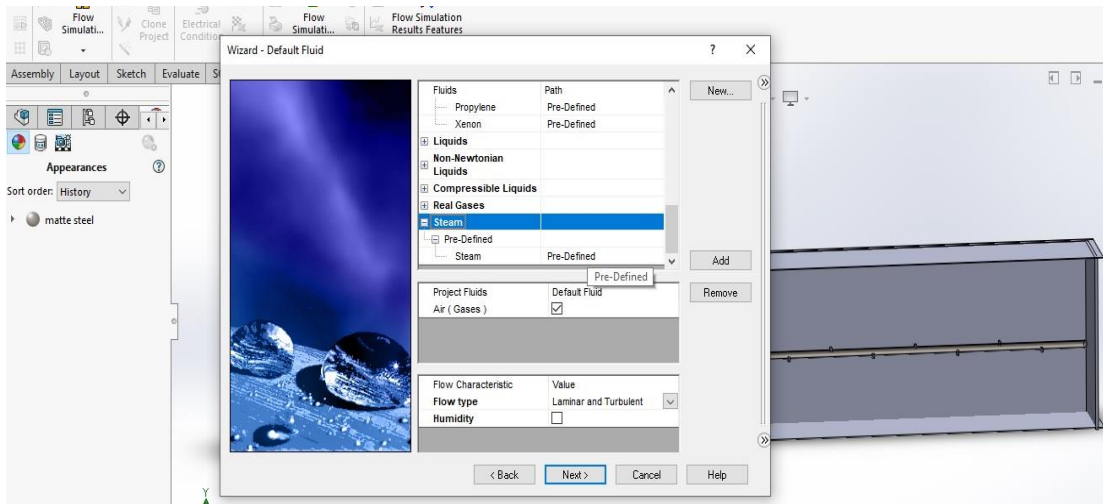 Flow
Simulati...
Clone
Project
Electrical
Condition
Flow
Simulati...
Flow Simulation
Results Features
Assembly Layout Sketch Evaluate
Appearances
Sort order: History
matte steel
Wizard - Default Fluid
Fluids Path
Propylene Pre-Defined
Xenon Pre-Defined
Liquids
Non-Newtonian
Liquids
Compressible Liquids
Real Gases
Steam
Pre-Defined
Steam Pre-Defined
Pre-Defined
Project Fluids Default Fluid
Air ( Gases )
Flow Characteristic Value
Flow type Laminar and Turbulent
Humidity
New...
Add
Remove
< Back Next > Cancel Help
Y